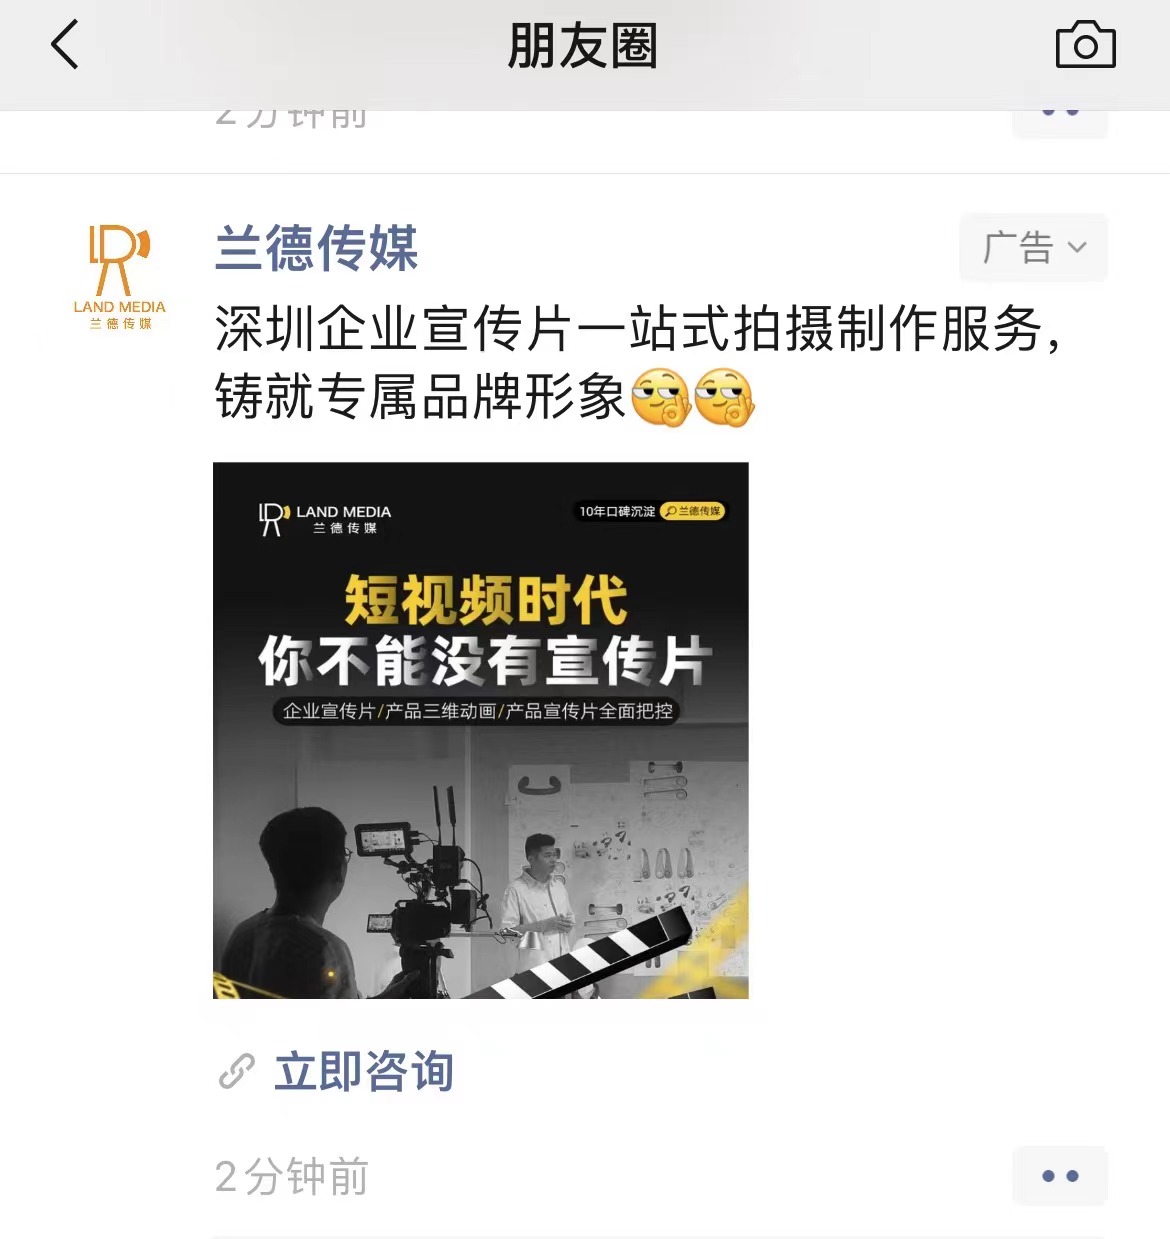 朋友圈
2分钟前
兰德传媒
广告
LAND MEDIA
兰德传媒
深圳企业宣传片一站式拍摄制作服务，
铸就专属品牌形象
LAND MEDIA
兰德传媒
10年口碑沉淀 兰德传媒
短视频时代
你不能没有宣传片
企业宣传片/产品三维动画/产品宣传片全面把控
立即咨询
2分钟前